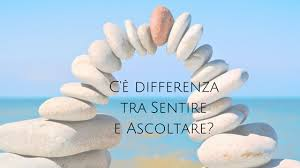 C'È DIFFERENZA
TRA SENTIRE
E ASCOLTARE?